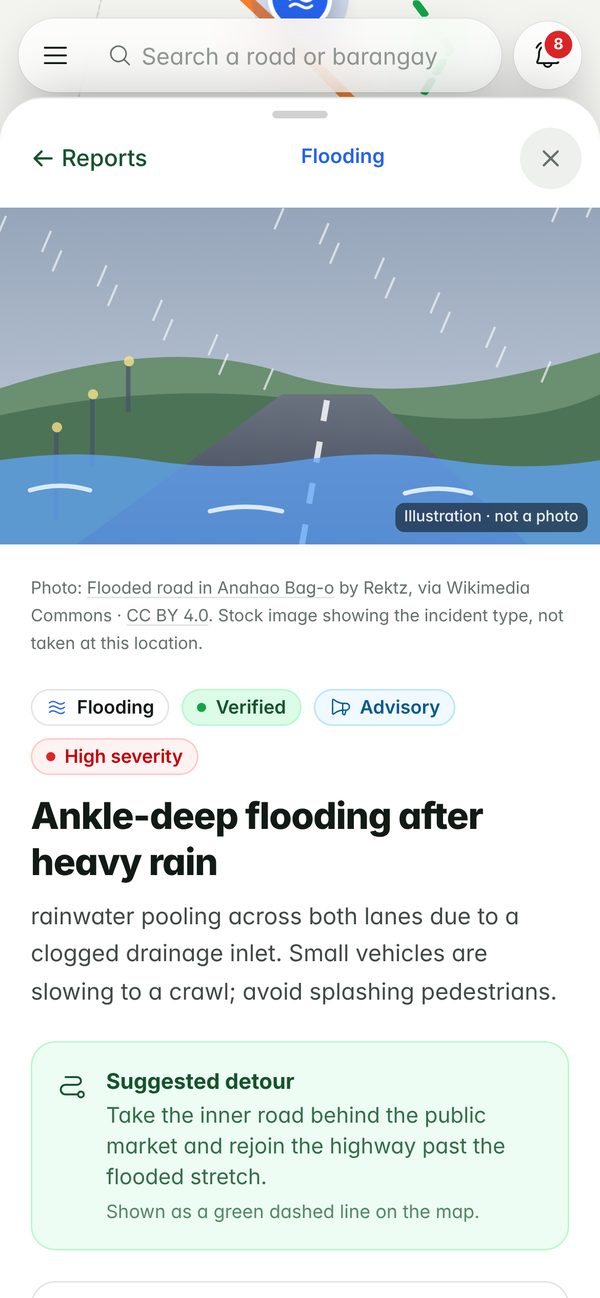 Search a road or barangay
8
← Reports
Flooding
Illustration · not a photo
Photo: Flooded road in Anahao Bag-o by Rektz, via Wikimedia
Commons · CC BY 4.0. Stock image showing the incident type, not
taken at this location.
Flooding
Verified
Advisory
High severity
Ankle-deep flooding after
heavy rain
rainwater pooling across both lanes due to a
clogged drainage inlet. Small vehicles are
slowing to a crawl; avoid splashing pedestrians.
Suggested detour
Take the inner road behind the public
market and rejoin the highway past the
flooded stretch.
Shown as a green dashed line on the map.